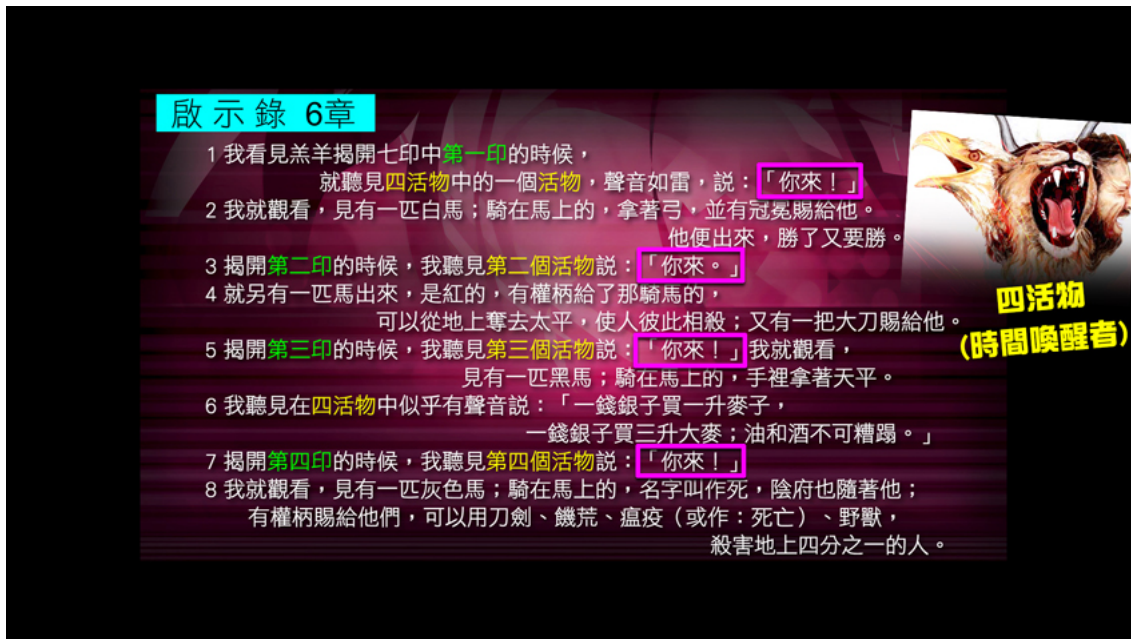 啟示錄 6章
1 我看見羔羊揭開七印中第一印的時候，
就聽見四活物中的一個活物，聲音如雷，説：「你來！」
2 我就觀看，見有一匹白馬；騎在馬上的，拿著弓，並有冠冕賜給他。
他便出來，勝了又要勝。
3 揭開第二印的時候，我聽見第二個活物説：「你來。」
4 就另有一匹馬出來，是紅的，有權柄給了那騎馬的，
可以從地上奪去太平，使人彼此相殺；又有一把大刀賜給他。
5 揭開第三印的時候，我聽見第三個活物説：「你來！」我就觀看，
見有一匹黑馬；騎在馬上的，手裡拿著天平。
6 我聽見在四活物中似乎有聲音説：「一錢銀子買一升麥子，
一錢銀子買三升大麥；油和酒不可糟蹋。」
7 揭開第四印的時候，我聽見第四個活物説：「你來！」
8 我就觀看，見有一匹灰色馬；騎在馬上的，名字叫作死，陰府也隨著他；
有權柄賜給他們，可以用刀劍、饑荒、瘟疫（或作：死亡）、野獸，
殺害地上四分之一的人。
四活物
(時間喚醒者)